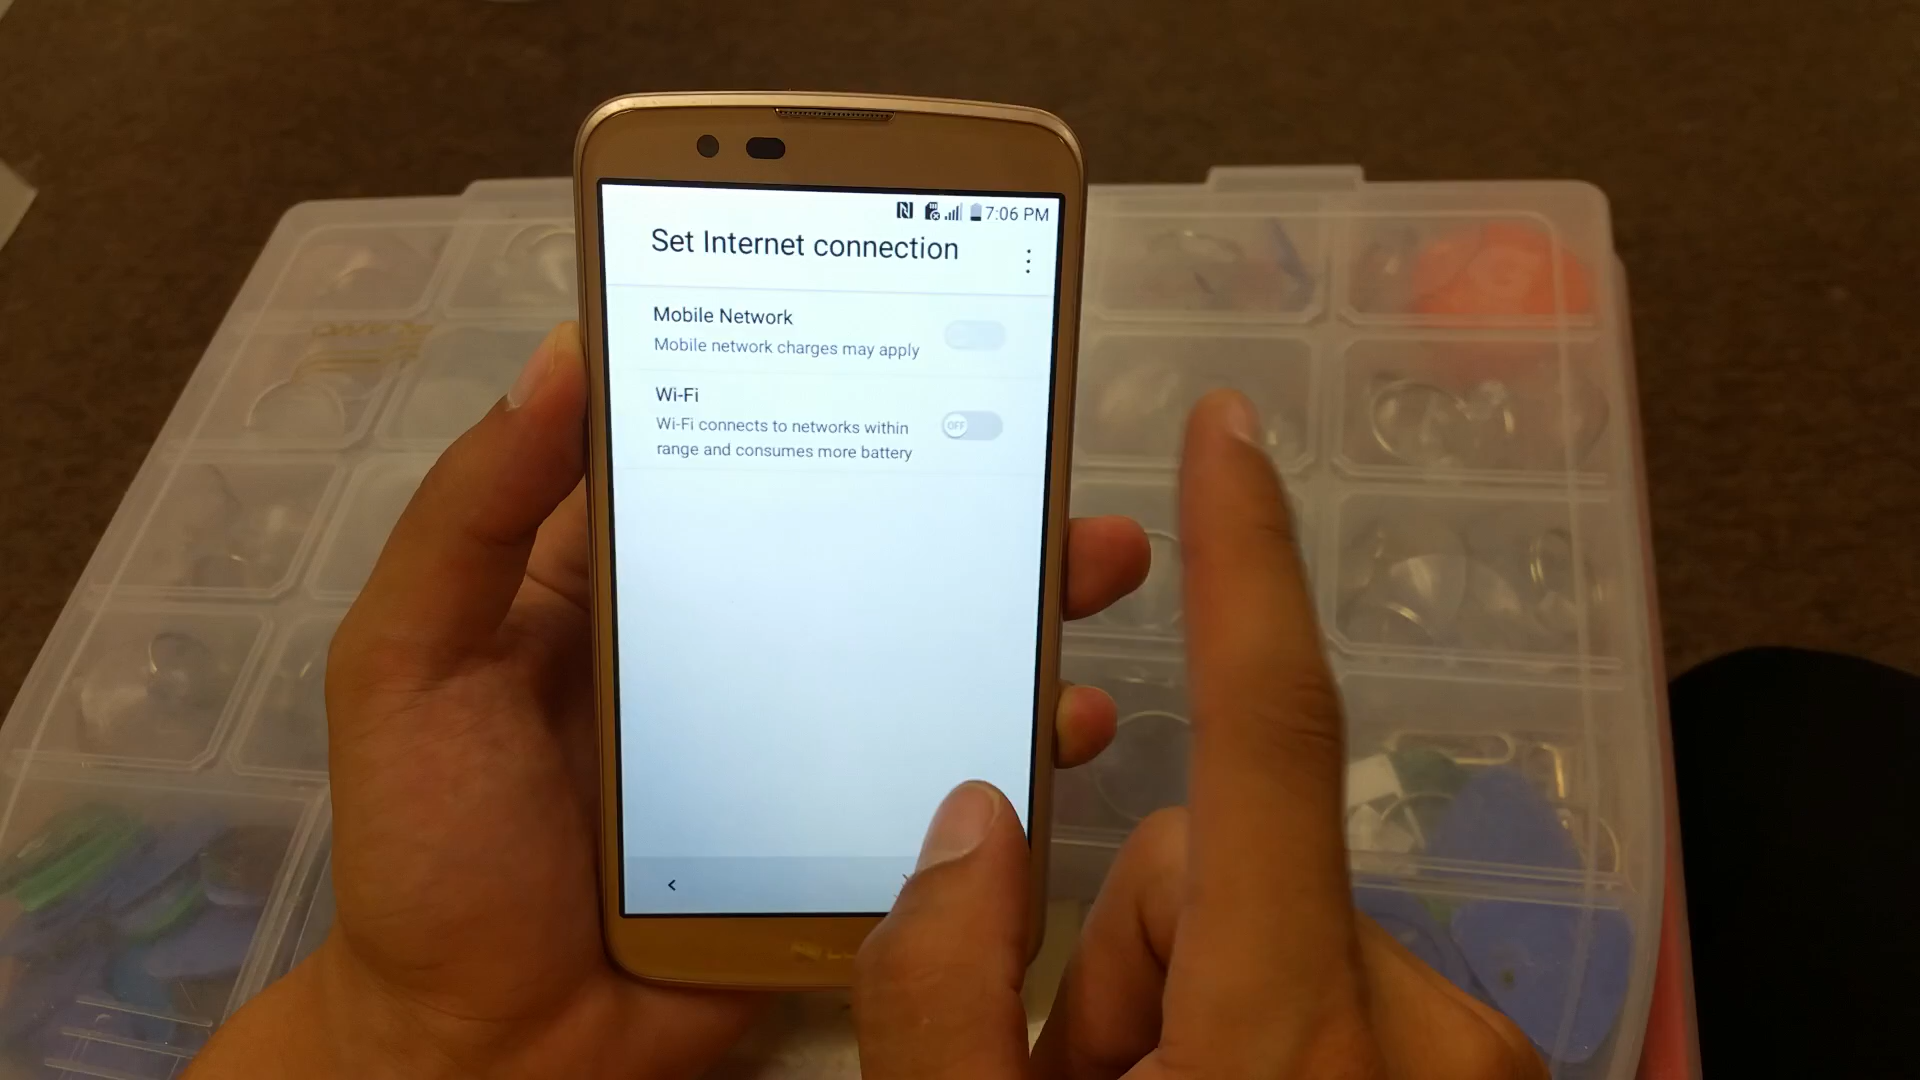 7:06 PM
Set Internet connection
Mobile Network
Mobile network charges may apply
Wi-Fi
OFF
Wi-Fi connects to networks within
range and consumes more battery